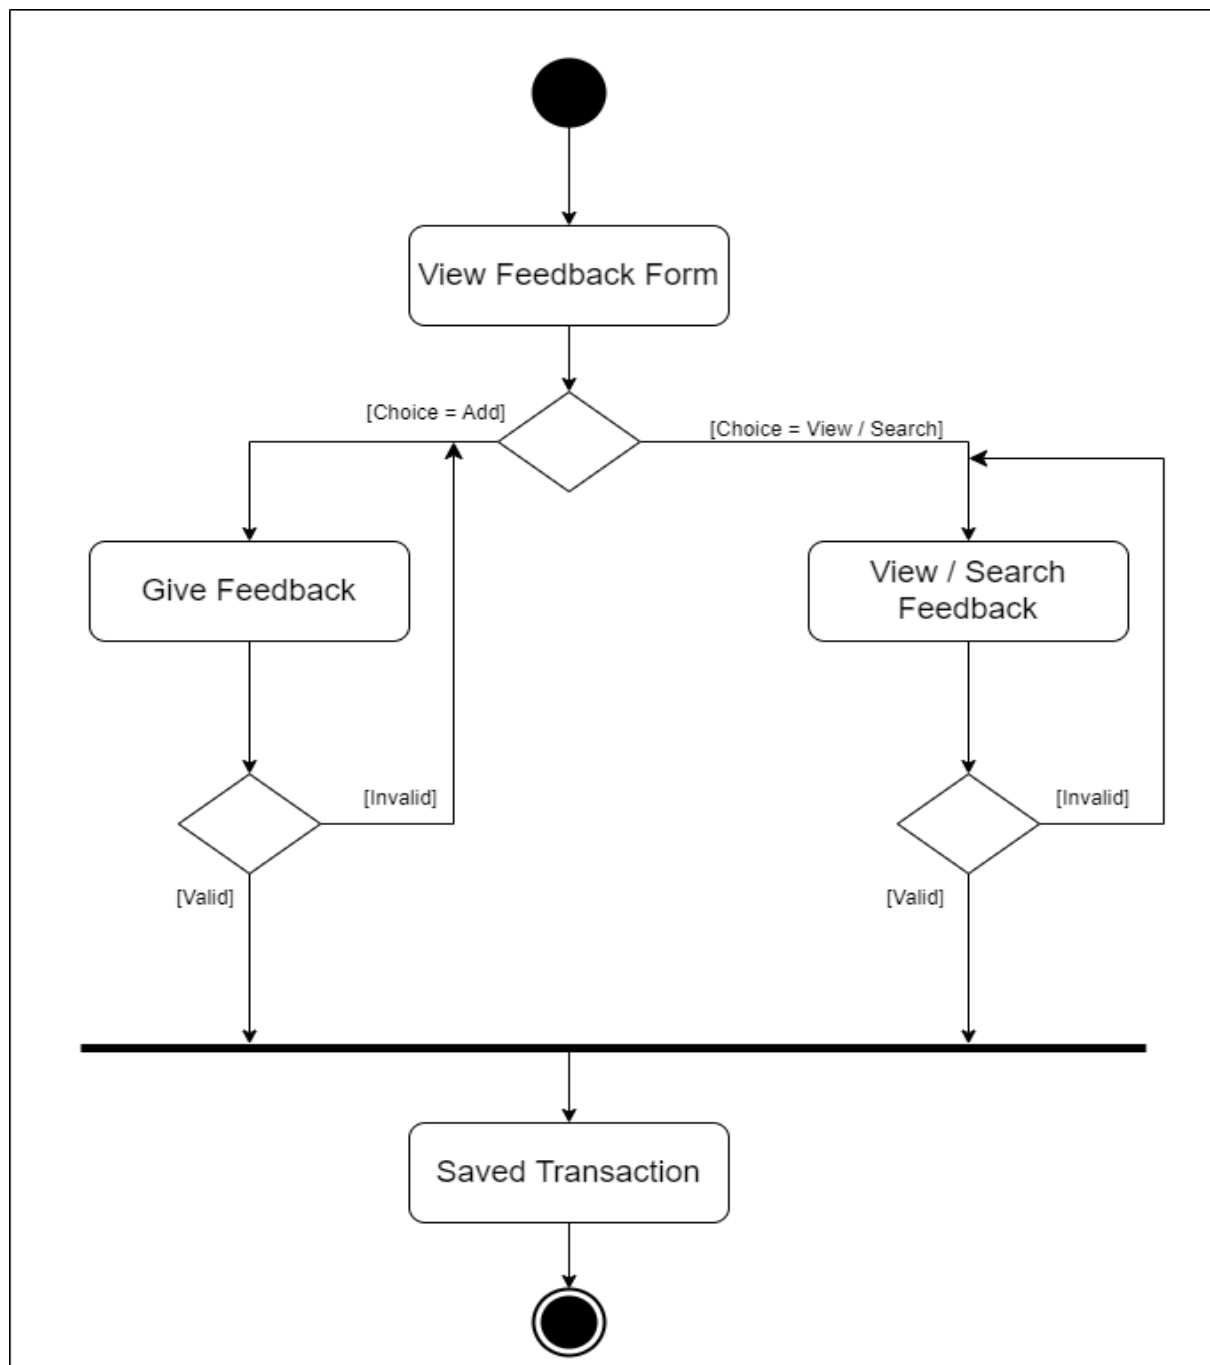 View Feedback Form
[Choice = Add]
[Choice = View / Search]
Give Feedback
View / Search
Feedback
[Invalid]
[Invalid]
[Valid]
[Valid]
Saved Transaction